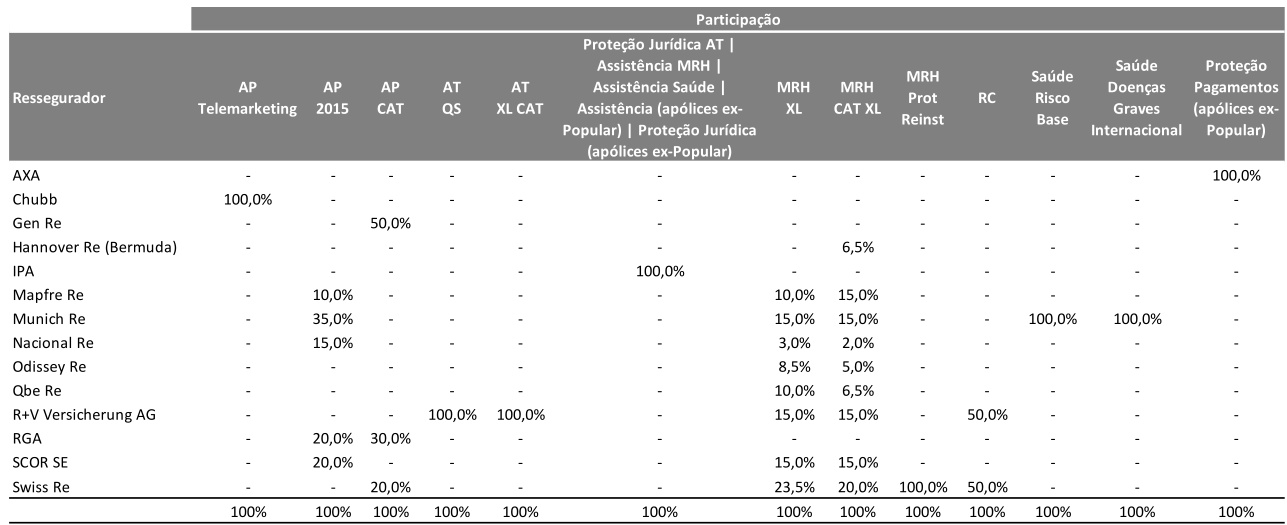 Participação
Ressegurador | AP Telemarketing | AP 2015 | AP CAT | AT QS | AT XL CAT | Proteção Jurídica AT | Assistência MRH | Assistência Saúde | Assistência (apólices ex-Popular) | Proteção Jurídica (apólices ex-Popular) | MRH XL | MRH CAT XL | MRH Prot Reinst | RC | Saúde Risco Base | Saúde Doenças Graves Internacional | Proteção Pagamentos (apólices ex-Popular)
AXA - - - - - - - - - - - - 100,0%
Chubb 100,0% - - - - - - - - - - - -
Gen Re - - 50,0% - - - - - - - - - -
Hannover Re (Bermuda) - - - - - - - 6,5% - - - - -
IPA - - - - - 100,0% - - - - - - -
Mapfre Re - 10,0% - - - - 10,0% 15,0% - - - - -
Munich Re - 35,0% - - - - 15,0% 15,0% - - 100,0% 100,0% -
Nacional Re - 15,0% - - - - 3,0% 2,0% - - - - -
Odissey Re - - - - - - 8,5% 5,0% - - - - -
Qbe Re - - - - - - 10,0% 6,5% - - - - -
R+V Versicherung AG - - - 100,0% 100,0% - 15,0% 15,0% - 50,0% - - -
RGA - 20,0% 30,0% - - - - - - - - - -
SCOR SE - 20,0% - - - - 15,0% 15,0% - - - - -
Swiss Re - - 20,0% - - - 23,5% 20,0% 100,0% 50,0% - - -
100% 100% 100% 100% 100% 100% 100% 100% 100% 100% 100% 100% 100%